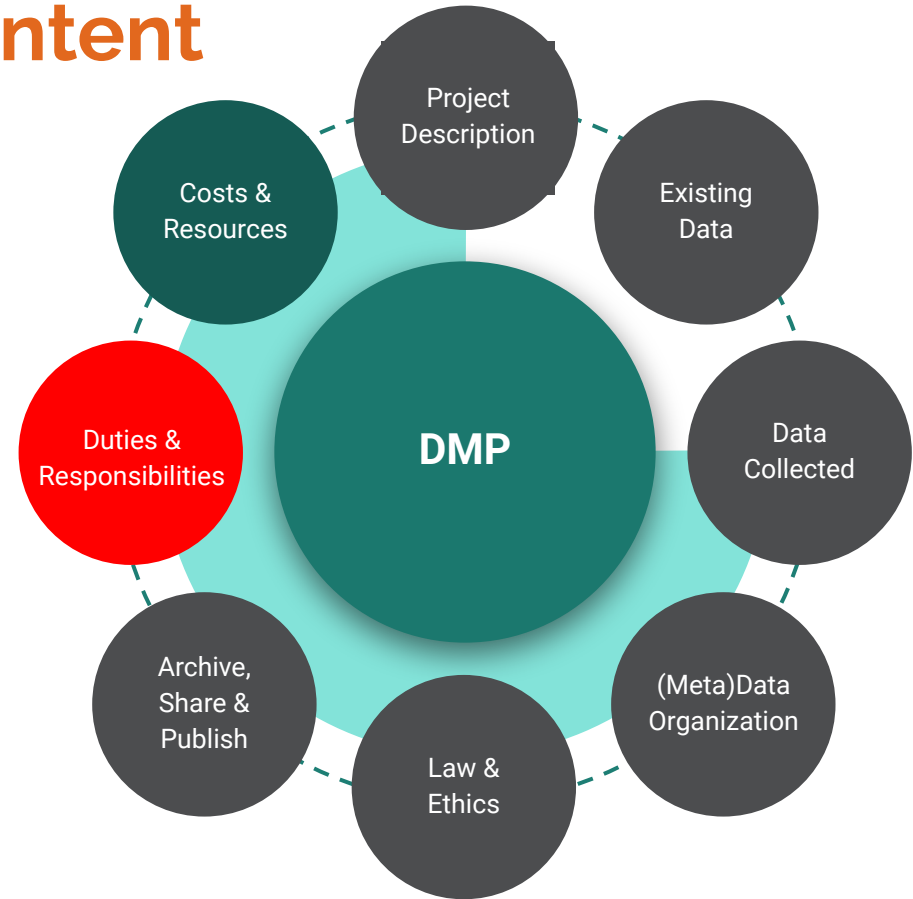 ntent
Project
Description
Existing
Data
Data
Collected
(Meta)Data
Organization
Law &
Ethics
Archive,
Share &
Publish
Duties &
Responsibilities
Costs &
Resources
DMP